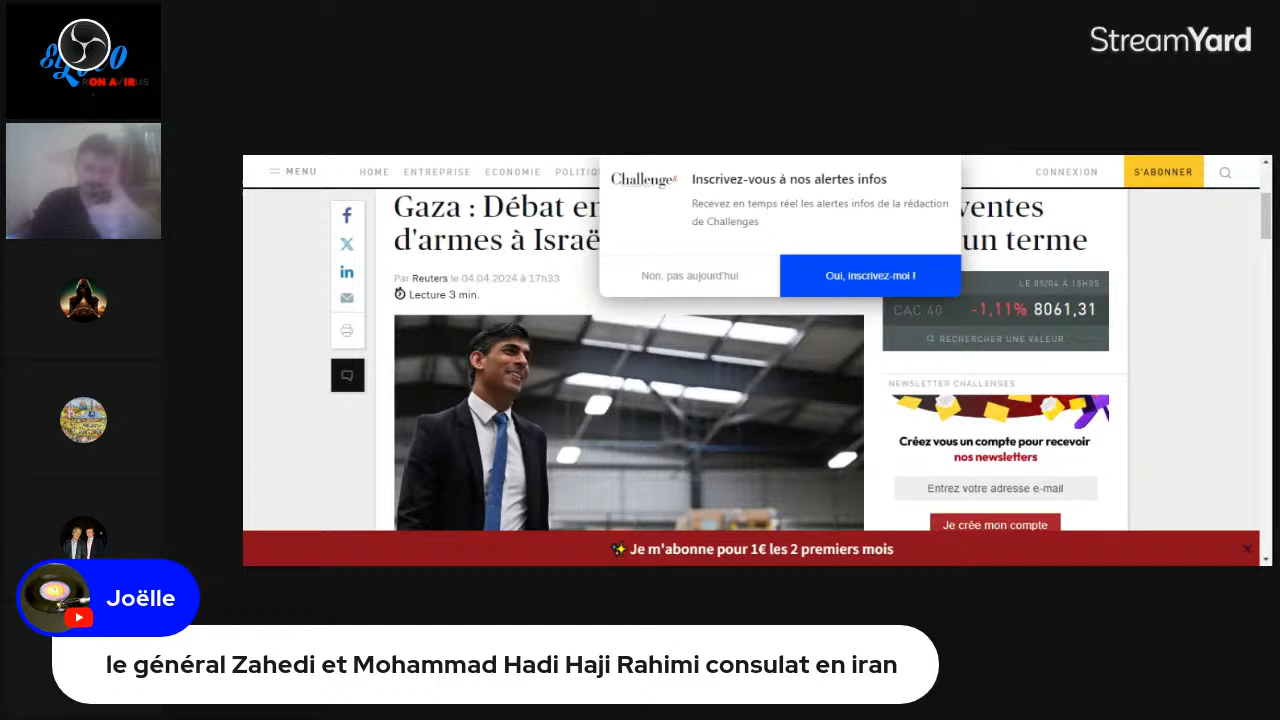 StreamYard
MENU
HOME ENTREPRISE ECONOMIE
CONNEXION
S'ABONNER
Challenges
Inscrivez-vous à nos alertes infos
Recevez en temps réel les alertes infos de la rédaction
de Challenges
Non, pas aujourd'hui
Oui, inscrivez-moi !
Gaza : Débat
ventes
d'armes à
un terme
Par Reuters le 04.04.2024 à 17h33
Lecture 3 min.
LE 05/04 À 18H05
CAC 40 -1,11% 8061,31
RECHERCHER UNE VALEUR
NEWSLETTER CHALLENGES
Créez vous un compte pour recevoir
nos newsletters
Entrez votre adresse e-mail
Je crée mon compte
Je m'abonne pour 1€ les 2 premiers mois
Joëlle
le général Zahedi et Mohammad Hadi Haji Rahimi consulat en iran